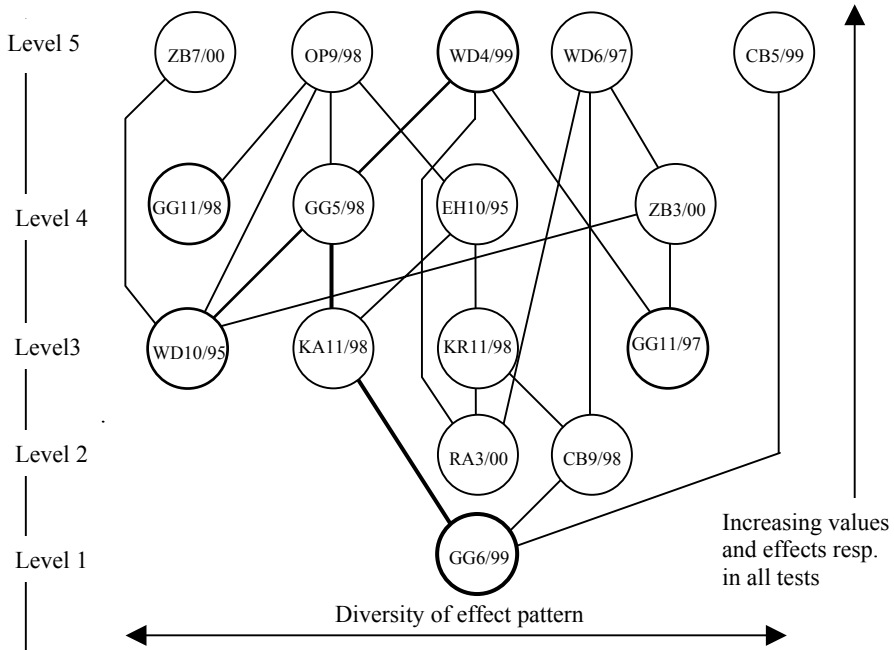 Level 5
ZB7/00
OP9/98
WD4/99
WD6/97
CB5/99
Level 4
GG11/98
GG5/98
EH10/95
ZB3/00
Level3
WD10/95
KA11/98
KR11/98
GG11/97
Level 2
RA3/00
CB9/98
Level 1
GG6/99
Increasing values
and effects resp.
in all tests
Diversity of effect pattern